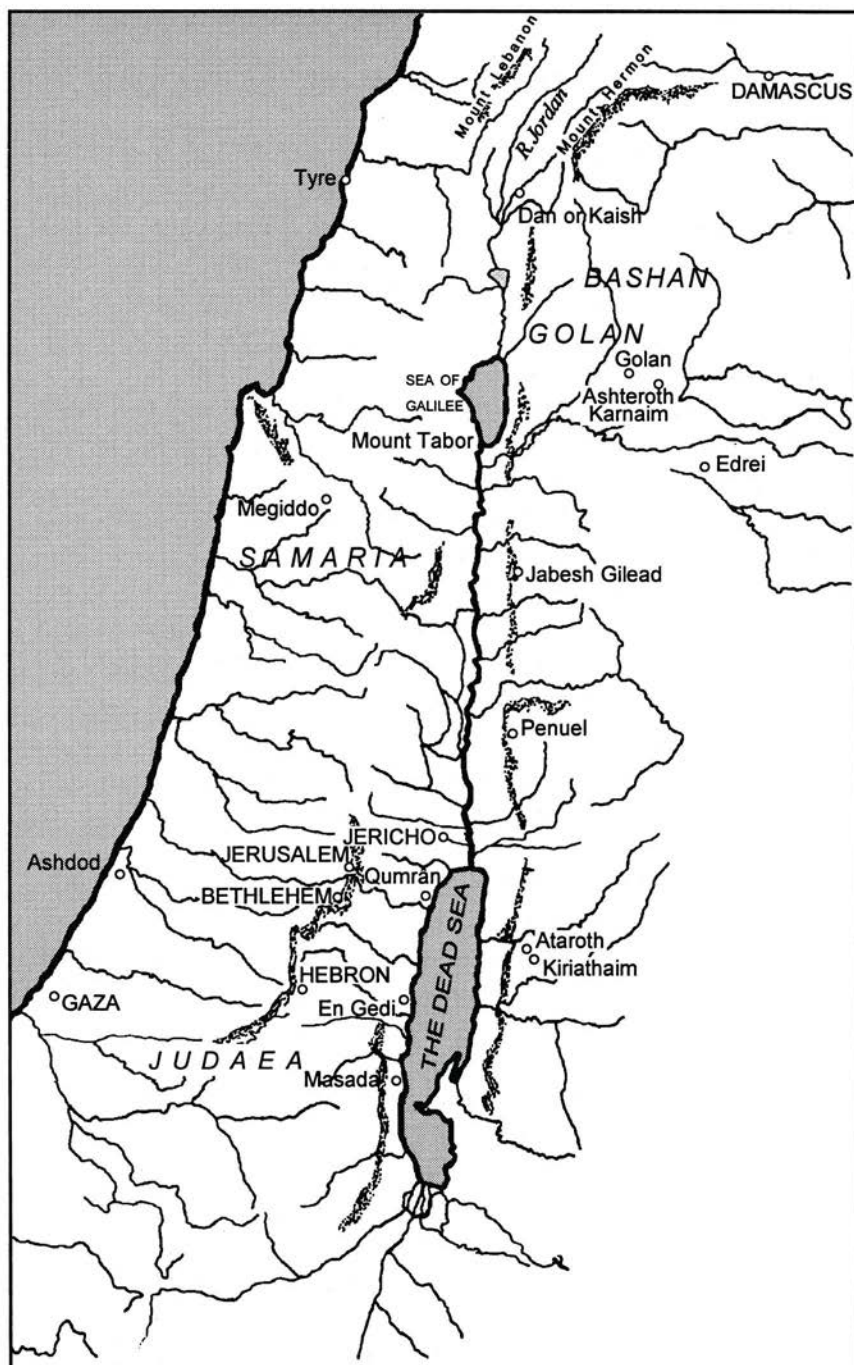 Mount Lebanon
R. Jordan
Mount Hermon
DAMASCUS
Tyre
Dan or Kaish
BASHAN
GOLAN
Golan
SEA OF
GALILEE
Ashteroth
Karnaim
Mount Tabor
Edrei
Megiddo
SAMARIA
Jabesh Gilead
Penuel
JERICHO
JERUSALEM
Ashdod
Qumrân
BETHLEHEM
THE DEAD SEA
Ataroth
Kiriathaim
HEBRON
GAZA
En Gedi
JUDAEA
Masada